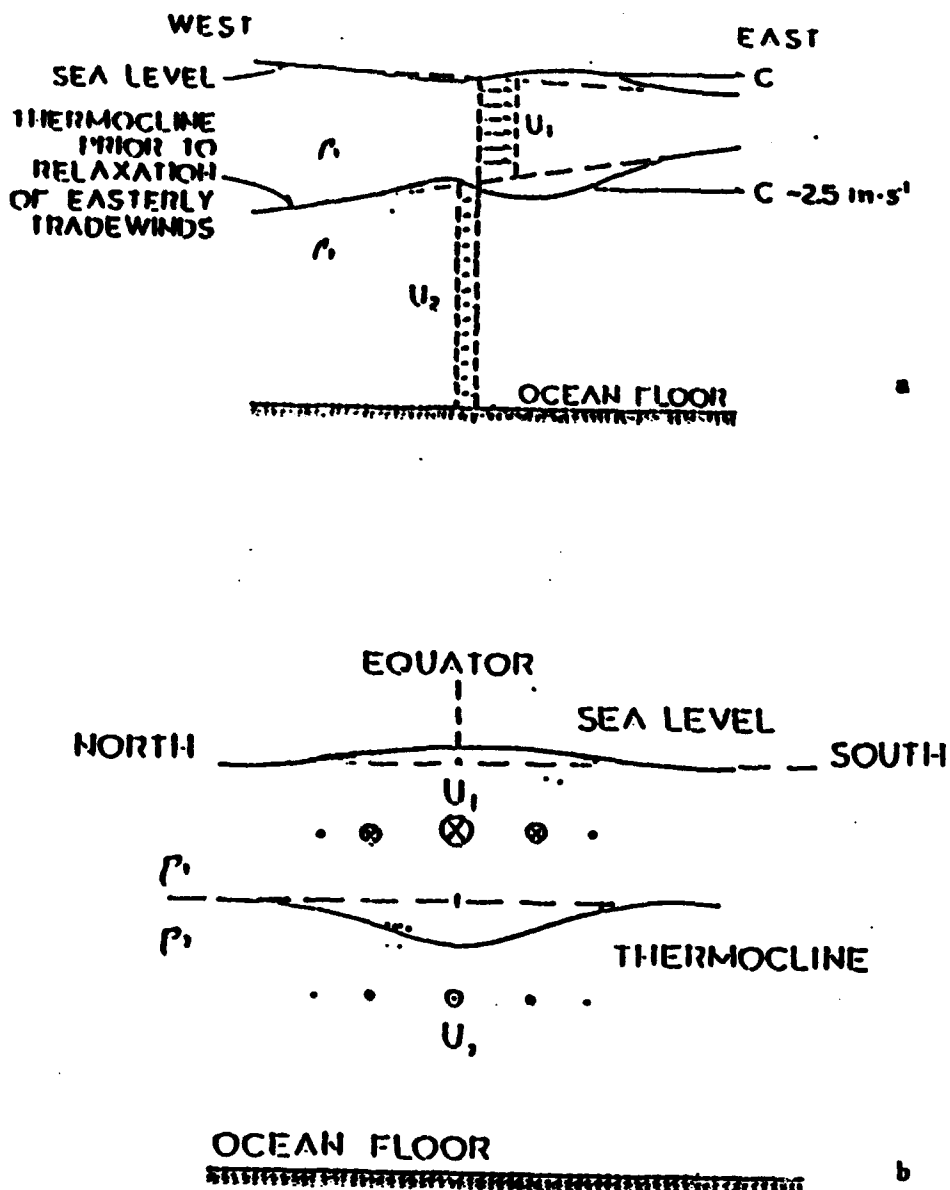 WEST
EAST
SEA LEVEL
C
THERMOCLINE
PRIOR TO
RELAXATION
OF EASTERLY
TRADEWINDS
U₁
ρ₁
C ~2.5 m·s⁻¹
U₂
OCEAN FLOOR
a
EQUATOR
SEA LEVEL
NORTH
SOUTH
U₁
ρ₁
THERMOCLINE
OCEAN FLOOR
b